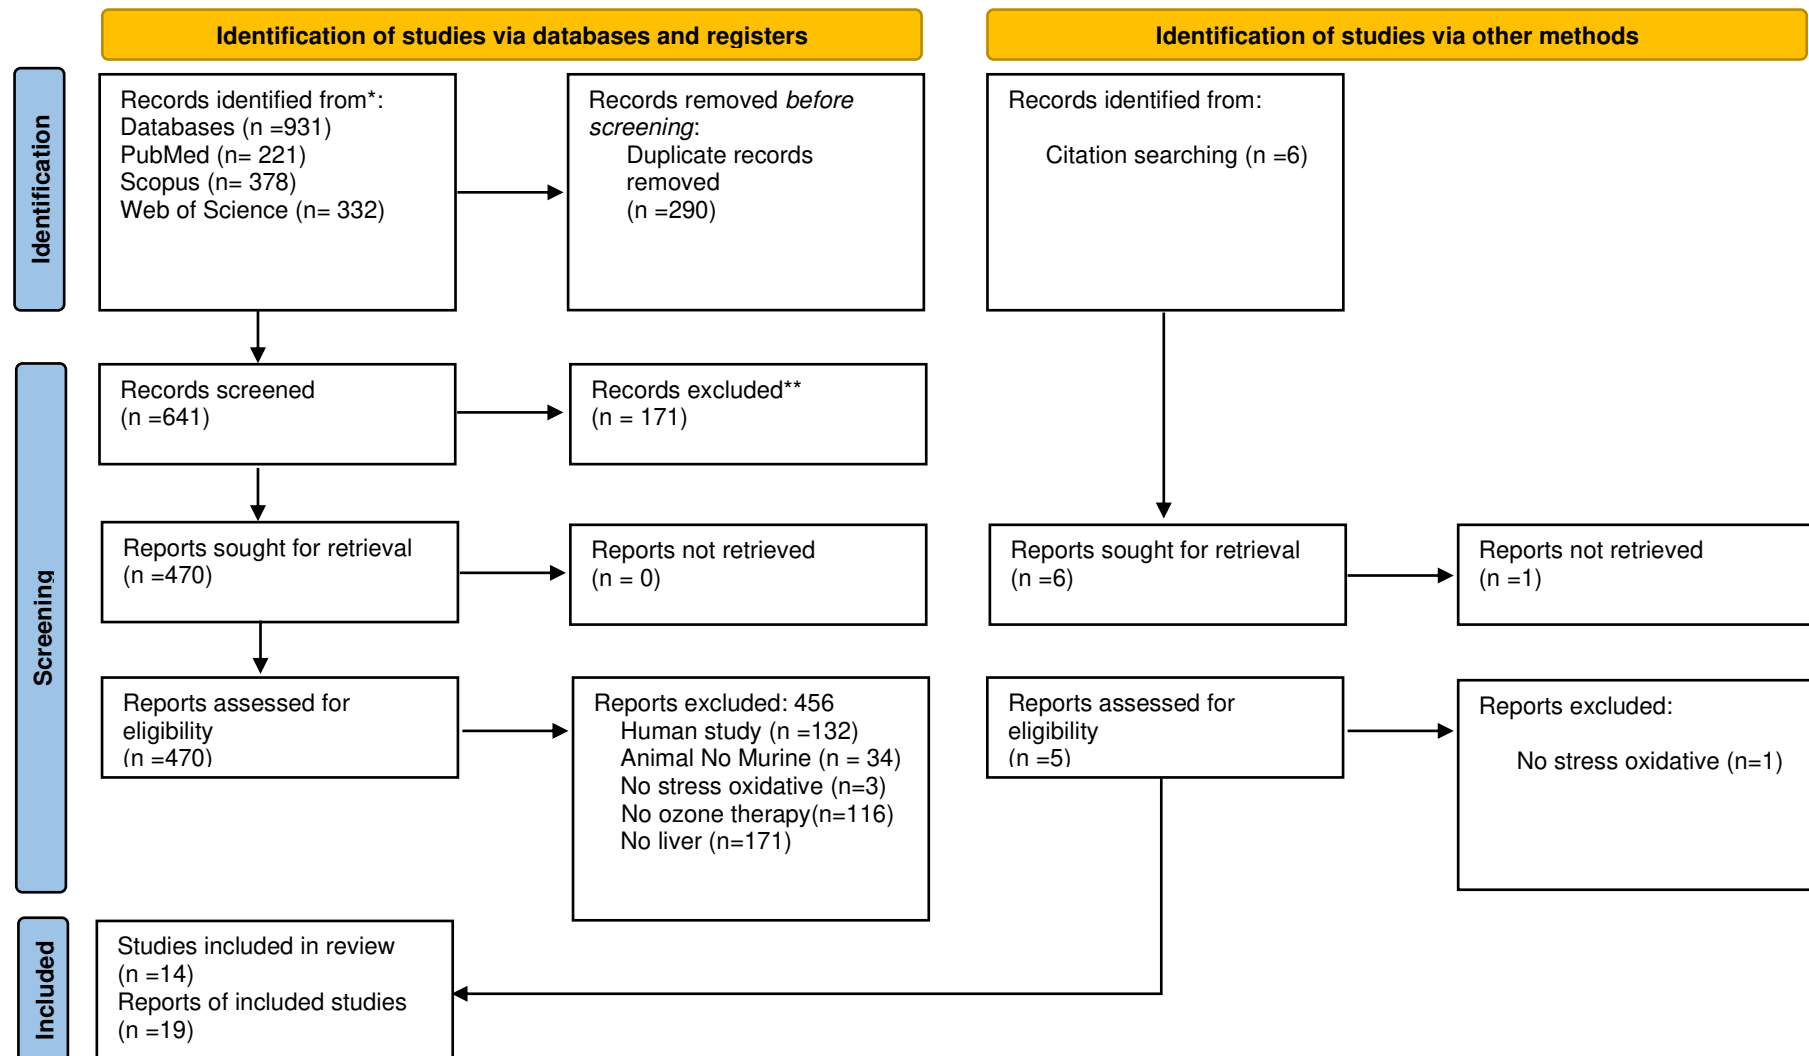 Identification of studies via databases and registers
Identification of studies via other methods
Identification
Records identified from*:
Databases (n =931)
PubMed (n= 221)
Scopus (n= 378)
Web of Science (n= 332)
Records removed before
screening:
Duplicate records
removed
(n =290)
Records identified from:
Citation searching (n =6)
Screening
Records screened
(n =641)
Records excluded**
(n = 171)
Reports sought for retrieval
(n =470)
Reports not retrieved
(n = 0)
Reports sought for retrieval
(n =6)
Reports not retrieved
(n =1)
Reports assessed for
eligibility
(n =470)
Reports excluded: 456
Human study (n =132)
Animal No Murine (n = 34)
No stress oxidative (n=3)
No ozone therapy(n=116)
No liver (n=171)
Reports assessed for
eligibility
(n =5)
Reports excluded:
No stress oxidative (n=1)
Included
Studies included in review
(n =14)
Reports of included studies
(n =19)